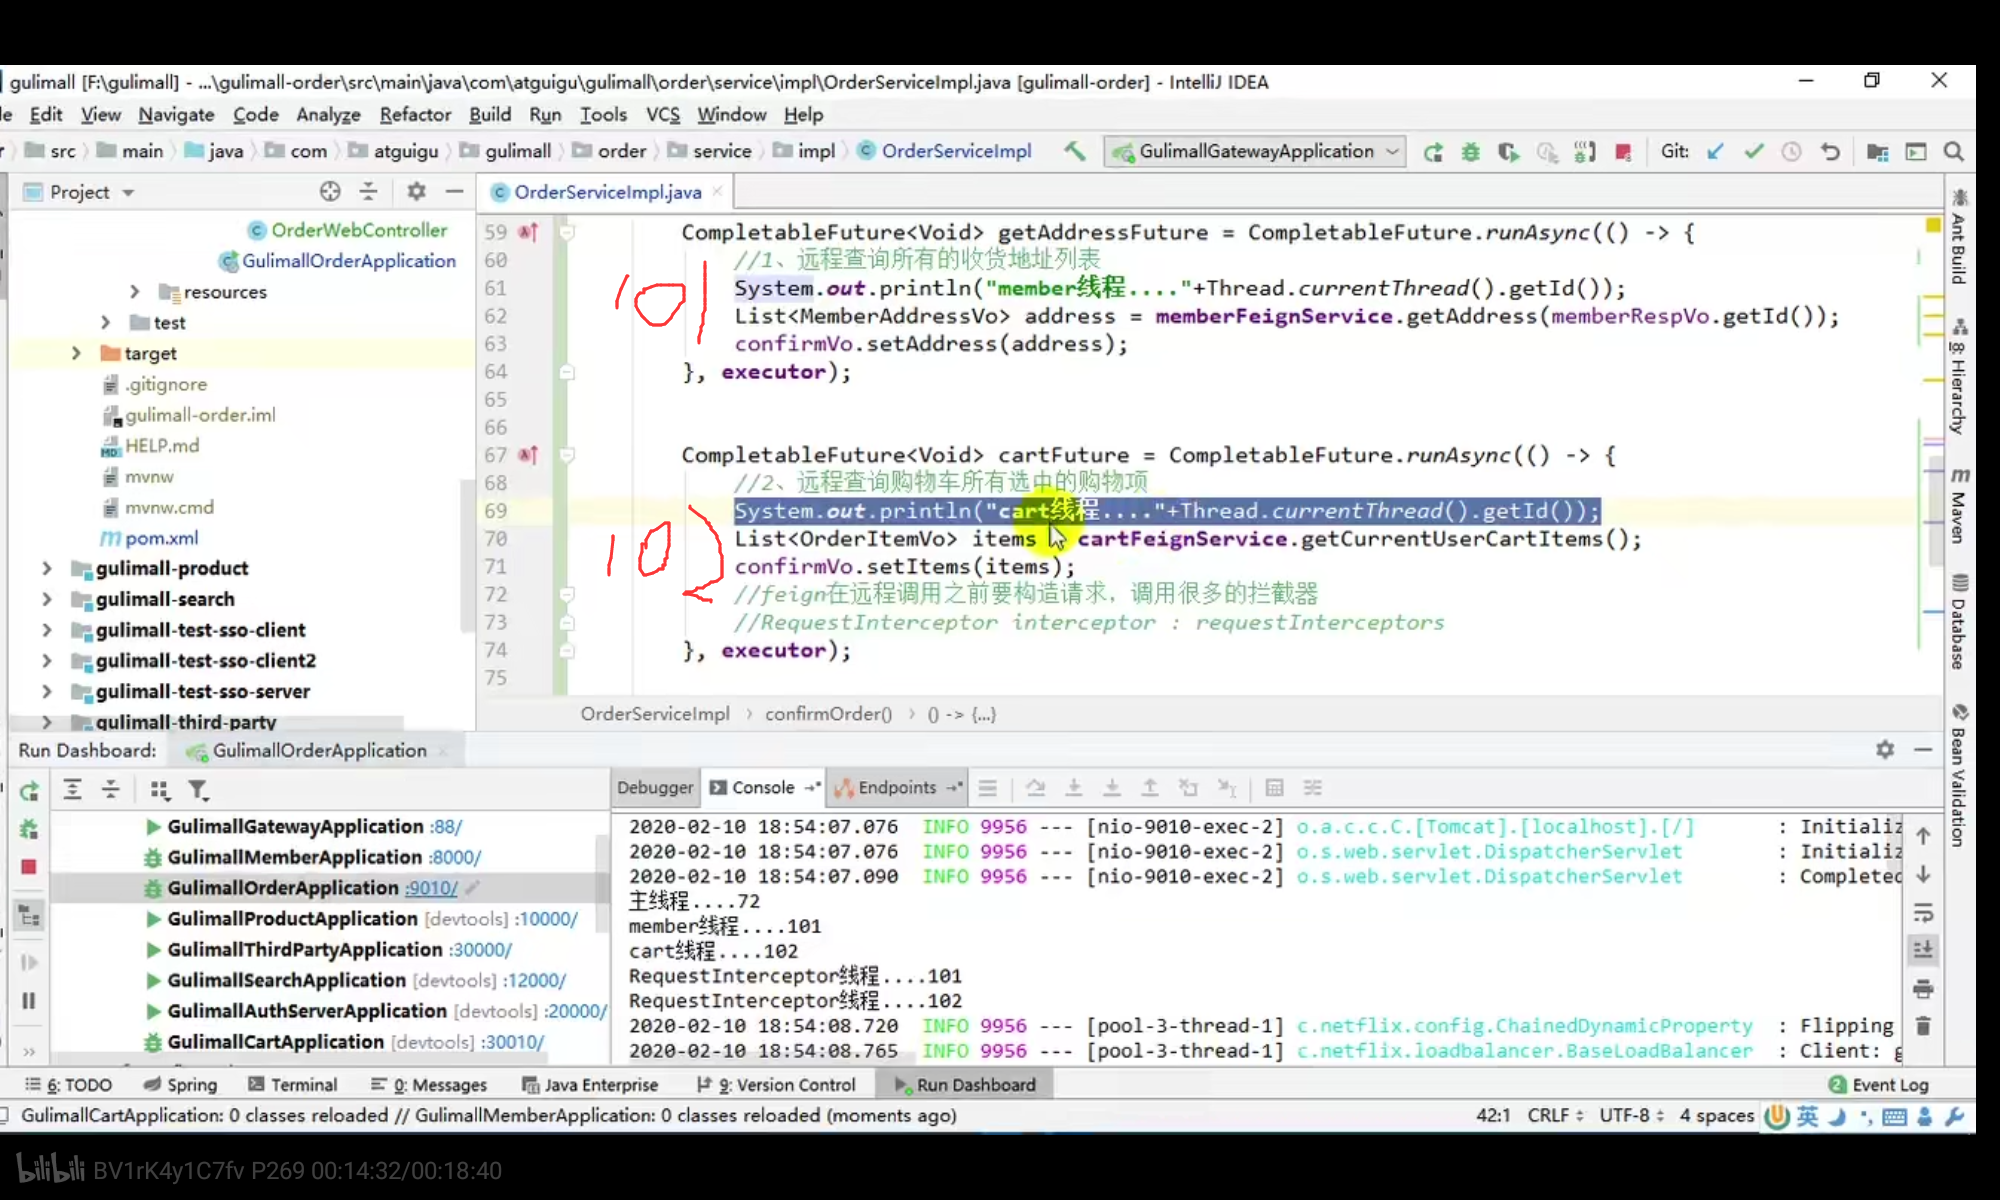 gulimall [F:\gulimall] - ...\gulimall-order\src\main\java\com\atguigu\gulimall\order\service\impl\OrderServiceImpl.java [gulimall-order] - IntelliJ IDEA
Edit View Navigate Code Analyze Refactor Build Run Tools VCS Window Help
src main java com atguigu gulimall order service impl OrderServiceImpl GulimallGatewayApplication Git:
Project
OrderServiceImpl.java
OrderWebController
GulimallOrderApplication
resources
test
target
.gitignore
gulimall-order.iml
HELP.md
mvnw
mvnw.cmd
pom.xml
gulimall-product
gulimall-search
gulimall-test-sso-client
gulimall-test-sso-client2
gulimall-test-sso-server
gulimall-third-party
59 CompletableFuture<Void> getAddressFuture = CompletableFuture.runAsync(() -> {
60 //1、远程查询所有的收货地址列表
61 System.out.println("member线程...."+Thread.currentThread().getId());
62 List<MemberAddressVo> address = memberFeignService.getAddress(memberRespVo.getId());
63 confirmVo.setAddress(address);
64 }, executor);
65
66
67 CompletableFuture<Void> cartFuture = CompletableFuture.runAsync(() -> {
68 //2、远程查询购物车所有选中的购物项
69 System.out.println("cart线程...."+Thread.currentThread().getId());
70 List<OrderItemVo> items cartFeignService.getCurrentUserCartItems();
71 confirmVo.setItems(items);
72 //feign在远程调用之前要构造请求，调用很多的拦截器
73 //RequestInterceptor interceptor : requestInterceptors
74 }, executor);
75
101
102
OrderServiceImpl › confirmOrder() › () -> {...}
Ant Build
8: Hierarchy
Maven
Database
Bean Validation
Run Dashboard: GulimallOrderApplication
Debugger Console Endpoints
GulimallGatewayApplication :88/
GulimallMemberApplication :8000/
GulimallOrderApplication :9010/
GulimallProductApplication [devtools] :10000/
GulimallThirdPartyApplication :30000/
GulimallSearchApplication [devtools] :12000/
GulimallAuthServerApplication [devtools] :20000/
GulimallCartApplication [devtools] :30010/
2020-02-10 18:54:07.076 INFO 9956 --- [nio-9010-exec-2] o.a.c.c.C.[Tomcat].[localhost].[/] : Initializ
2020-02-10 18:54:07.076 INFO 9956 --- [nio-9010-exec-2] o.s.web.servlet.DispatcherServlet : Initializ
2020-02-10 18:54:07.090 INFO 9956 --- [nio-9010-exec-2] o.s.web.servlet.DispatcherServlet : Completed
主线程....72
member线程....101
cart线程....102
RequestInterceptor线程....101
RequestInterceptor线程....102
2020-02-10 18:54:08.720 INFO 9956 --- [pool-3-thread-1] c.netflix.config.ChainedDynamicProperty : Flipping
2020-02-10 18:54:08.765 INFO 9956 --- [pool-3-thread-1] c.netflix.loadbalancer.BaseLoadBalancer : Client: g
6: TODO Spring Terminal 0: Messages Java Enterprise 9: Version Control Run Dashboard 2 Event Log
GulimallCartApplication: 0 classes reloaded // GulimallMemberApplication: 0 classes reloaded (moments ago) 42:1 CRLF UTF-8 4 spaces 英
bilibili BV1rK4y1C7fv P269 00:14:32/00:18:40